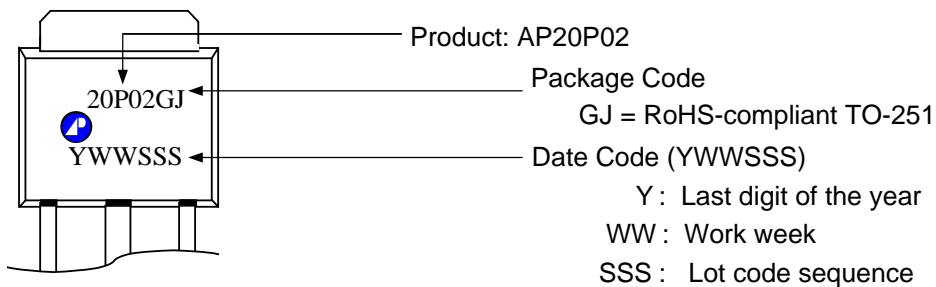 Product: AP20P02
20P02GJ
Package Code
GJ = RoHS-compliant TO-251
YWWSSS
Date Code (YWWSSS)
Y : Last digit of the year
WW : Work week
SSS : Lot code sequence